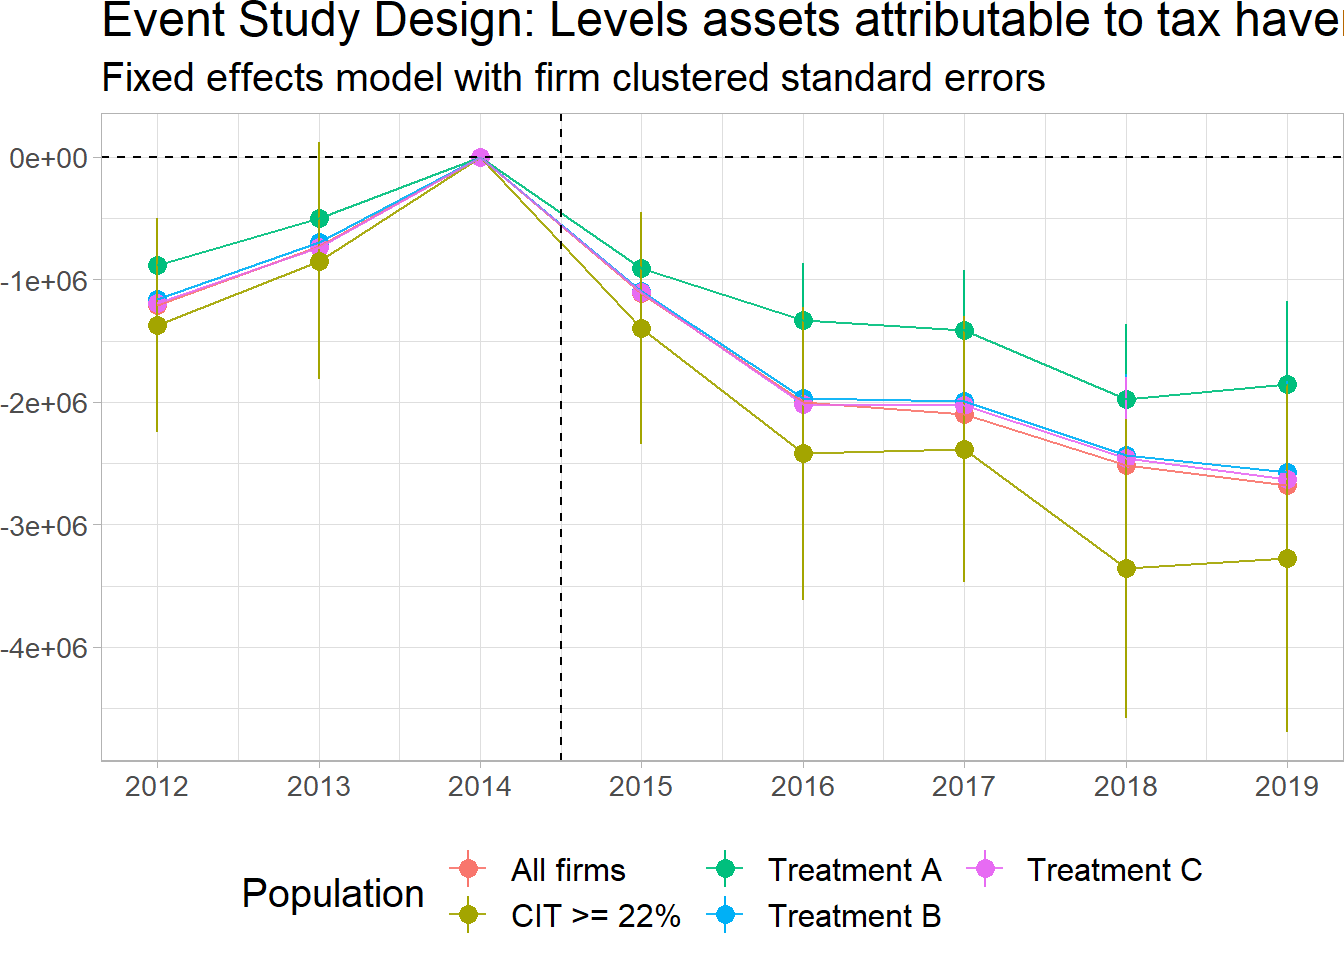 Event Study Design: Levels assets attributable to tax haven
Fixed effects model with firm clustered standard errors
0e+00
-1e+06
-2e+06
-3e+06
-4e+06
2012 2013 2014 2015 2016 2017 2018 2019
Population
All firms Treatment A Treatment C
CIT >= 22% Treatment B